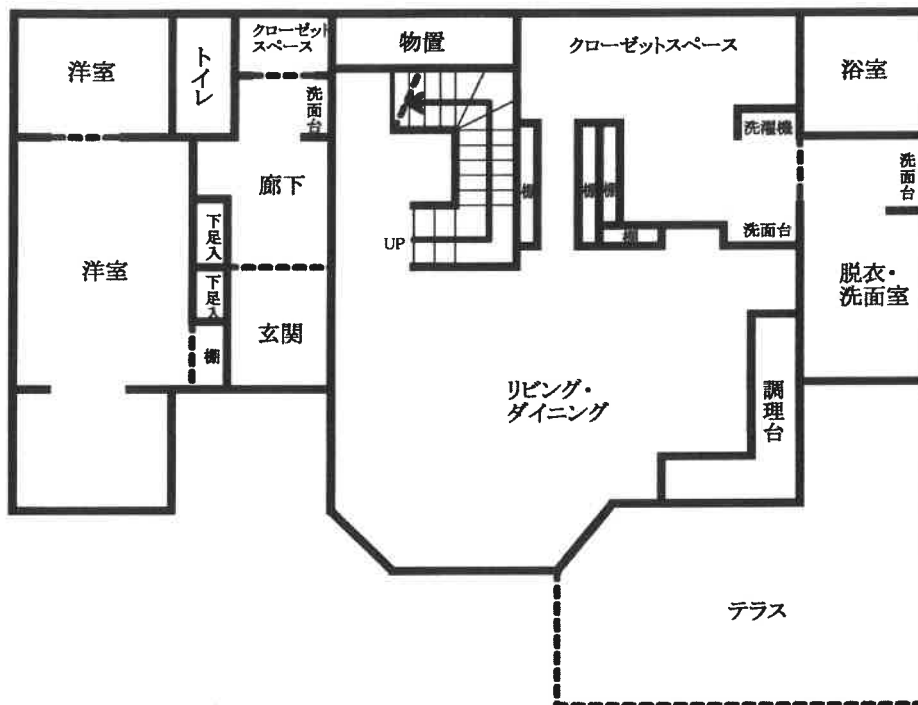 洋室
トイレ
クローゼット
スペース
物置
クローゼットスペース
浴室
洗面台
洗濯機
廊下
棚
棚
棚
洗面台
下足入
UP
棚
洗面台
洋室
下足入
脱衣・
洗面室
玄関
棚
リビング・
ダイニング
調理台
テラス